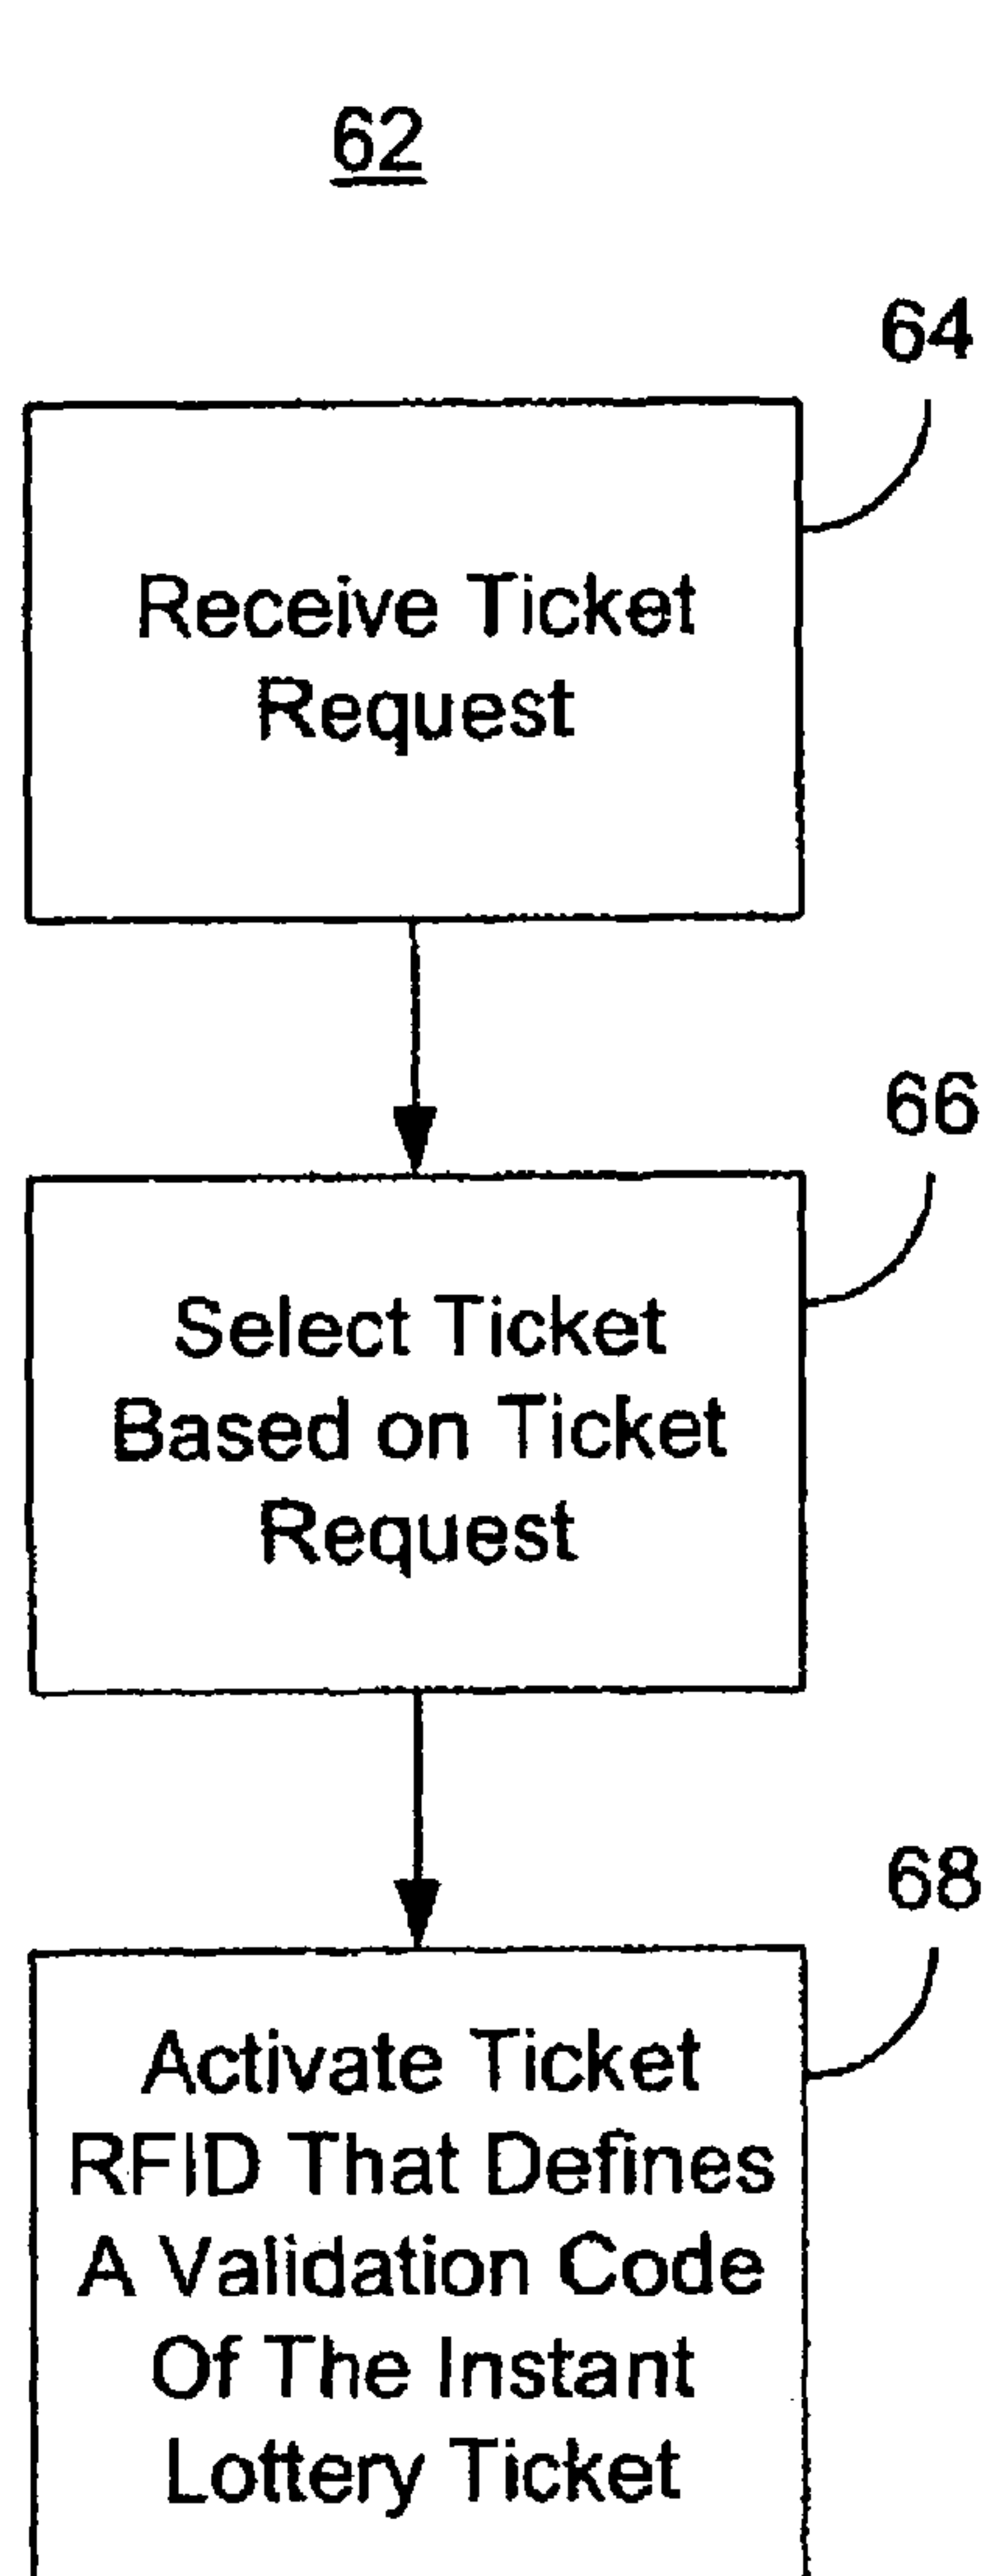 62
64
Receive Ticket
Request
66
Select Ticket
Based on Ticket
Request
68
Activate Ticket
RFID That Defines
A Validation Code
Of The Instant
Lottery Ticket